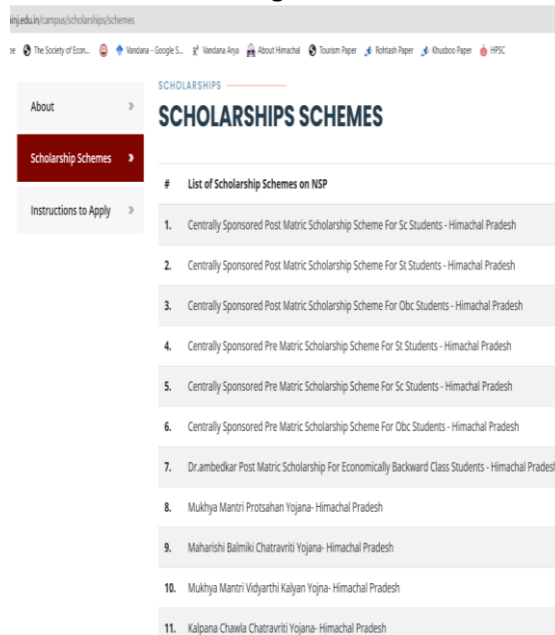 inj.edu.in/campus/scholarships/schemes
The Society of Econ... Vandana - Google S... Vandana Arya About Himachal Tourism Paper Rohtash Paper Khusboo Paper HPSC
About
Scholarship Schemes
Instructions to Apply
SCHOLARSHIPS
SCHOLARSHIPS SCHEMES
# List of Scholarship Schemes on NSP
1. Centrally Sponsored Post Matric Scholarship Scheme For Sc Students - Himachal Pradesh
2. Centrally Sponsored Post Matric Scholarship Scheme For St Students - Himachal Pradesh
3. Centrally Sponsored Post Matric Scholarship Scheme For Obc Students - Himachal Pradesh
4. Centrally Sponsored Pre Matric Scholarship Scheme For St Students - Himachal Pradesh
5. Centrally Sponsored Pre Matric Scholarship Scheme For Sc Students - Himachal Pradesh
6. Centrally Sponsored Pre Matric Scholarship Scheme For Obc Students - Himachal Pradesh
7. Dr.ambedkar Post Matric Scholarship For Economically Backward Class Students - Himachal Pradesh
8. Mukhya Mantri Protsahan Yojana- Himachal Pradesh
9. Maharishi Balmiki Chatravriti Yojana- Himachal Pradesh
10. Mukhya Mantri Vidyarthi Kalyan Yojna- Himachal Pradesh
11. Kalpana Chawla Chatravriti Yojana- Himachal Pradesh